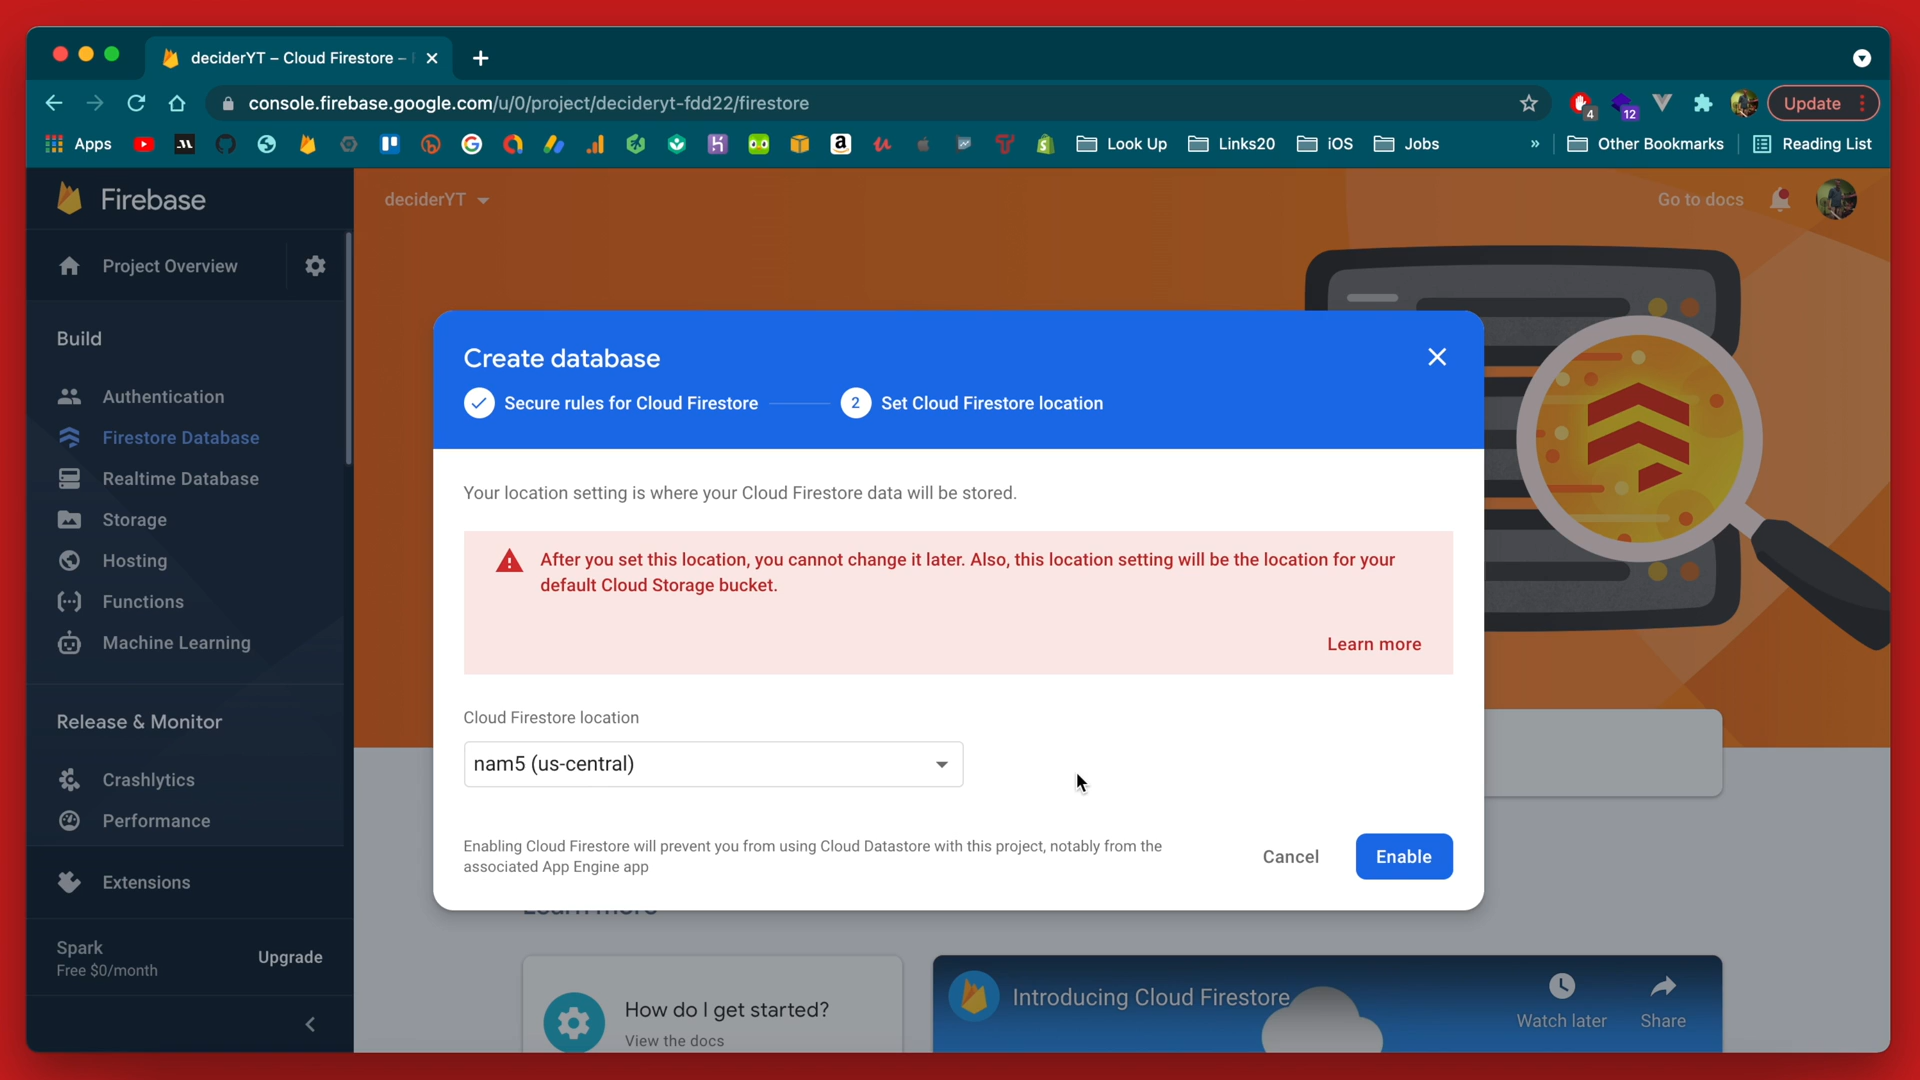 deciderYT – Cloud Firestore –
console.firebase.google.com/u/0/project/decideryt-fdd22/firestore
4
12
Update
Apps
Look Up
Links20
iOS
Jobs
»
Other Bookmarks
Reading List
Firebase
deciderYT
Go to docs
Project Overview
Build
Authentication
Firestore Database
Realtime Database
Storage
Hosting
Functions
Machine Learning
Release & Monitor
Crashlytics
Performance
Extensions
Spark
Free $0/month
Upgrade
Create database
Secure rules for Cloud Firestore
2
Set Cloud Firestore location
Your location setting is where your Cloud Firestore data will be stored.
After you set this location, you cannot change it later. Also, this location setting will be the location for your
default Cloud Storage bucket.
Learn more
Cloud Firestore location
nam5 (us-central)
Enabling Cloud Firestore will prevent you from using Cloud Datastore with this project, notably from the
associated App Engine app
Cancel
Enable
Learn more
How do I get started?
View the docs
Introducing Cloud Firestore
Watch later
Share